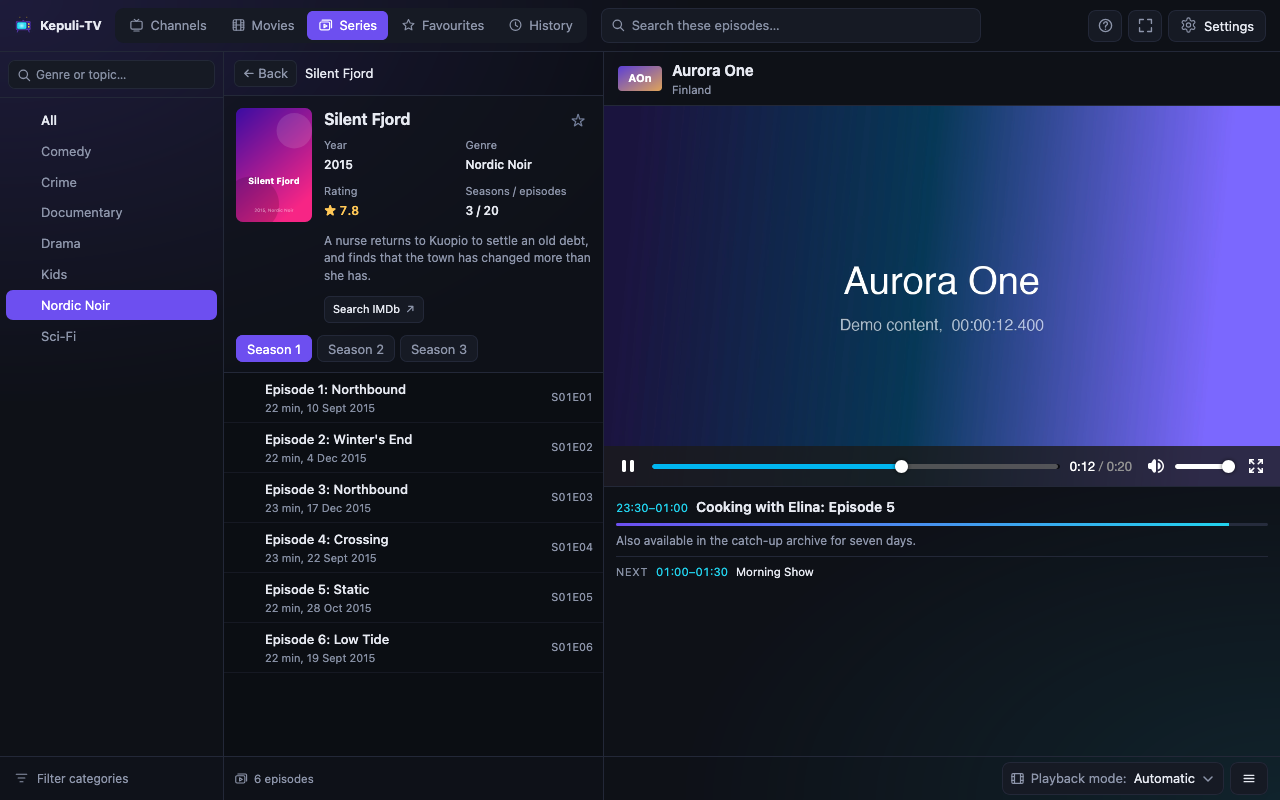 Kepuli-TV
Channels
Movies
Series
Favourites
History
Search these episodes...
Settings
Genre or topic...
All
Comedy
Crime
Documentary
Drama
Kids
Nordic Noir
Sci-Fi
Filter categories
← Back
Silent Fjord
Silent Fjord
2015, Nordic Noir
Silent Fjord
Year
2015
Genre
Nordic Noir
Rating
7.8
Seasons / episodes
3 / 20
A nurse returns to Kuopio to settle an old debt,
and finds that the town has changed more than
she has.
Search IMDb ↗
Season 1
Season 2
Season 3
Episode 1: Northbound
22 min, 10 Sept 2015
S01E01
Episode 2: Winter's End
22 min, 4 Dec 2015
S01E02
Episode 3: Northbound
23 min, 17 Dec 2015
S01E03
Episode 4: Crossing
23 min, 22 Sept 2015
S01E04
Episode 5: Static
22 min, 28 Oct 2015
S01E05
Episode 6: Low Tide
22 min, 19 Sept 2015
S01E06
6 episodes
AOn
Aurora One
Finland
Aurora One
Demo content, 00:00:12.400
0:12 / 0:20
23:30–01:00 Cooking with Elina: Episode 5
Also available in the catch-up archive for seven days.
NEXT 01:00–01:30 Morning Show
Playback mode: Automatic